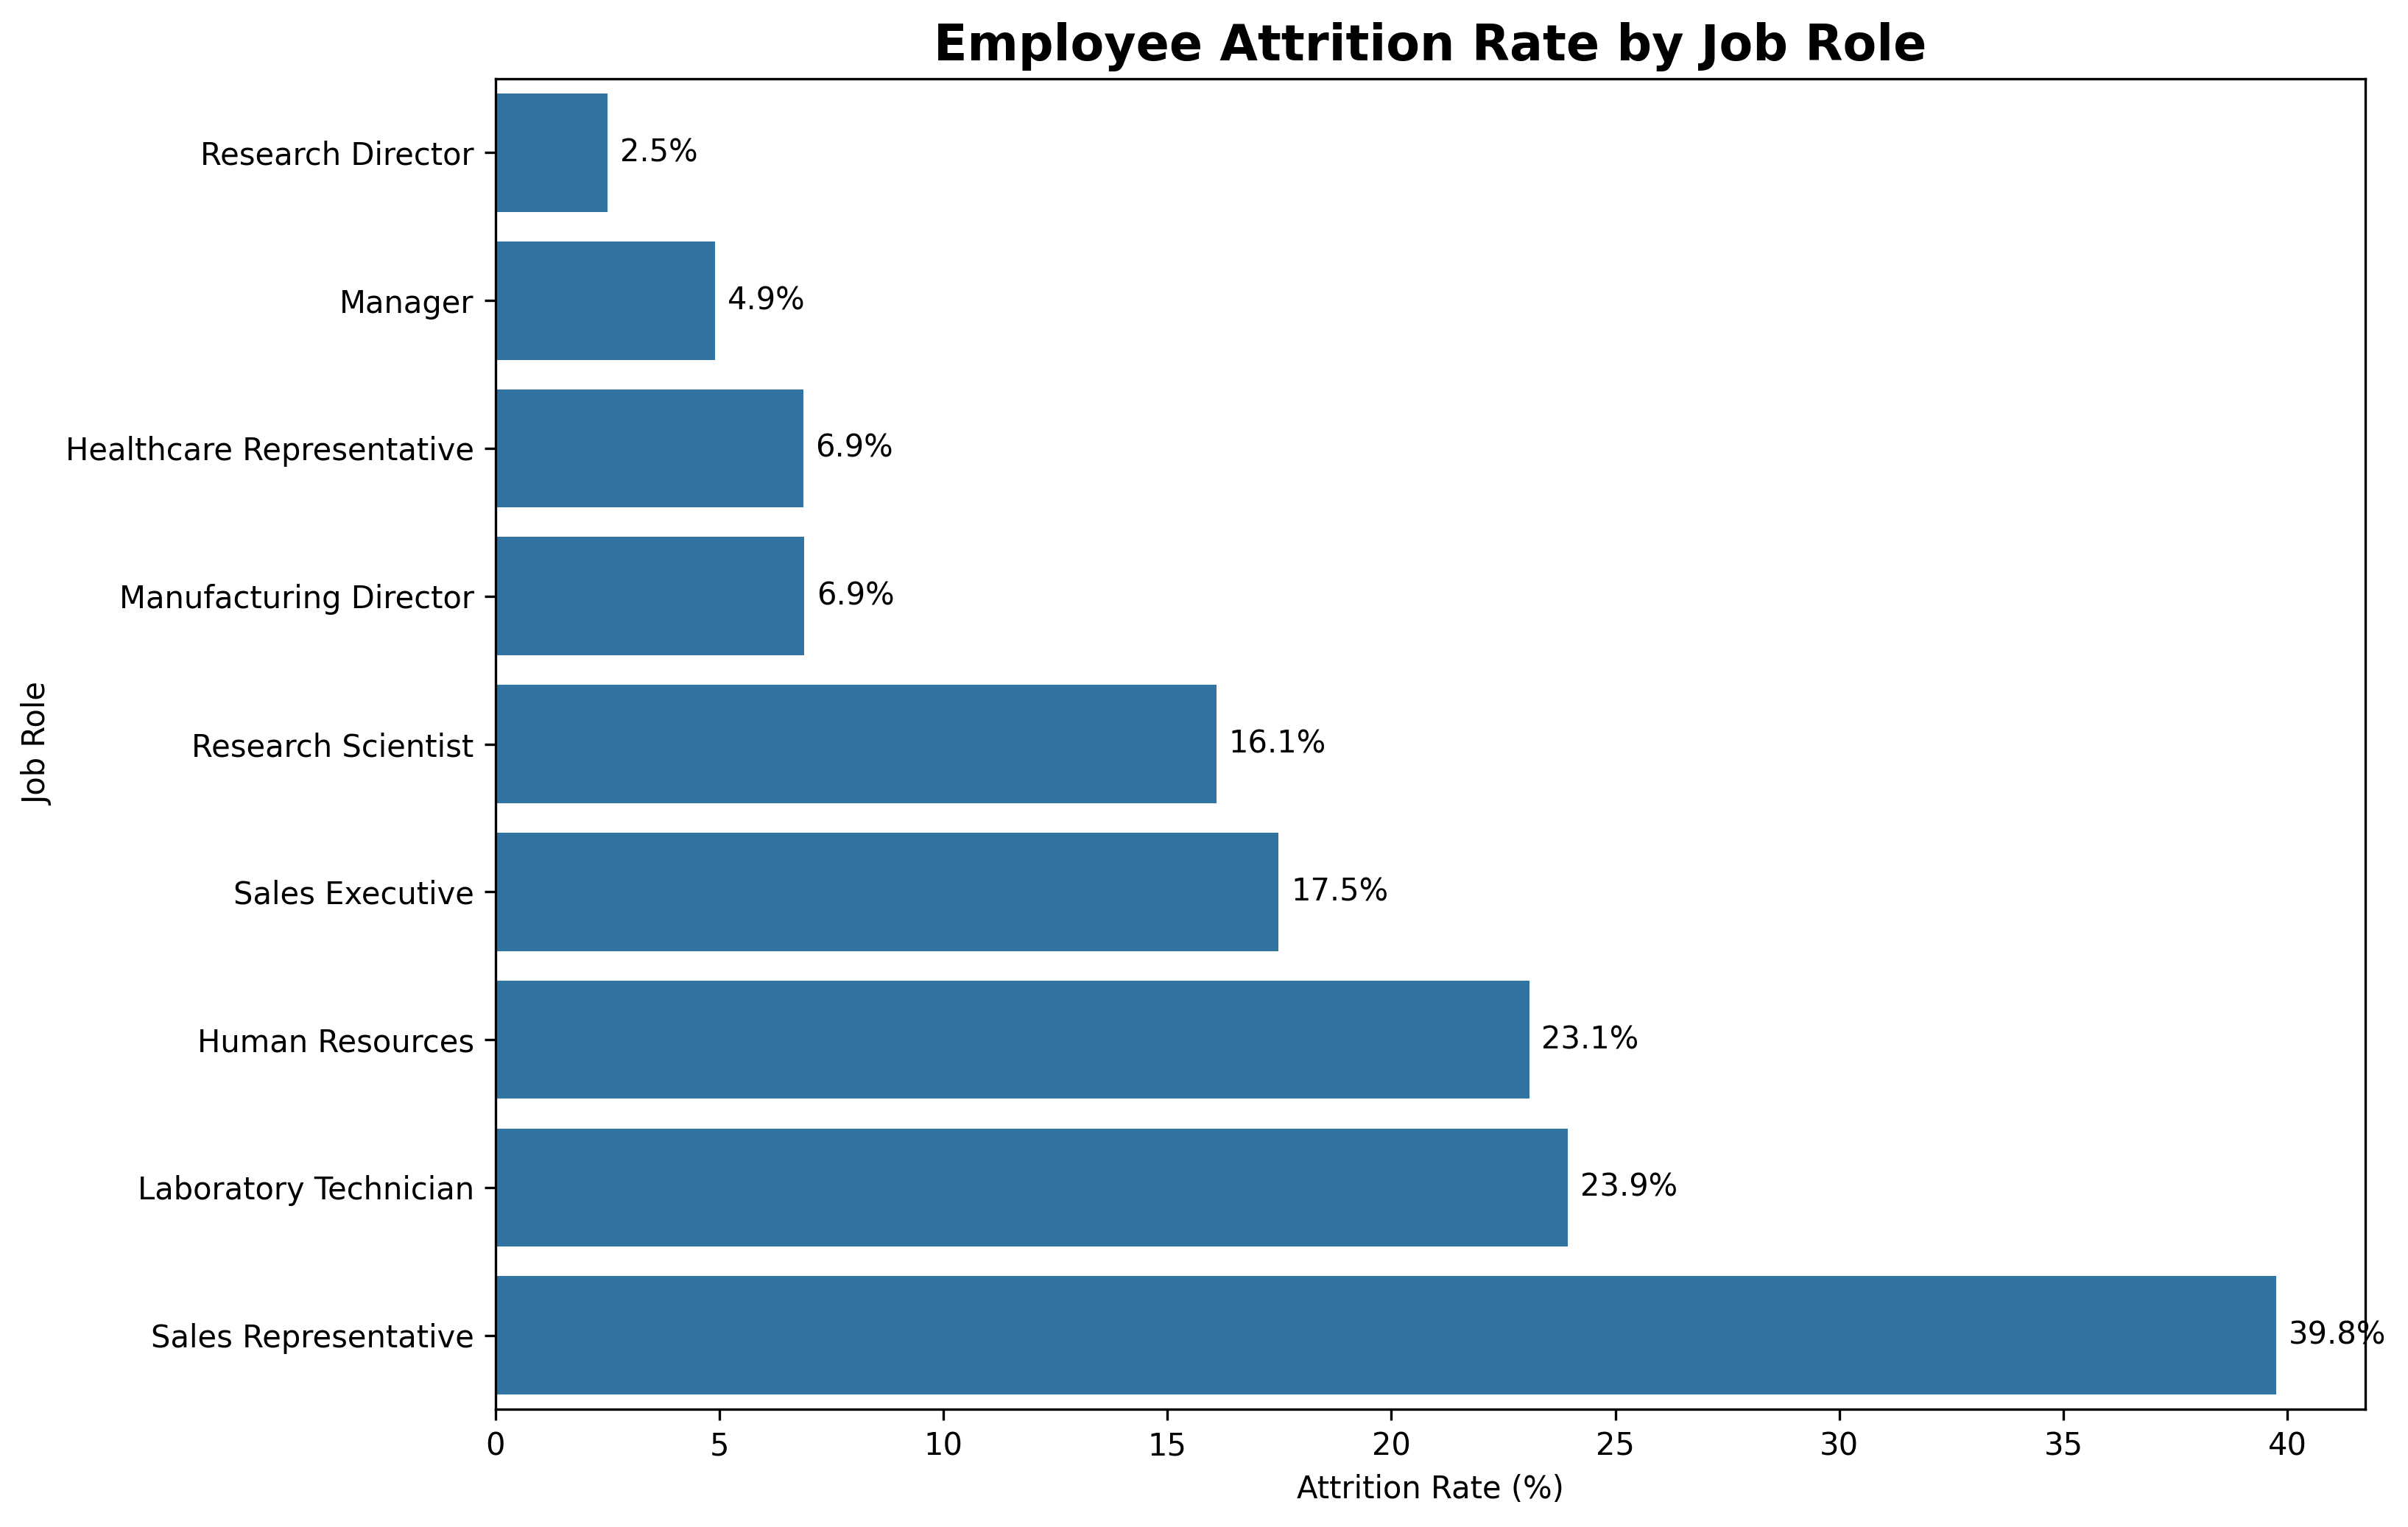 Employee Attrition Rate by Job Role
Research Director
2.5%
Manager
4.9%
Healthcare Representative
6.9%
Manufacturing Director
6.9%
Research Scientist
16.1%
Sales Executive
17.5%
Human Resources
23.1%
Laboratory Technician
23.9%
Sales Representative
39.8%
Job Role
0 5 10 15 20 25 30 35 40
Attrition Rate (%)